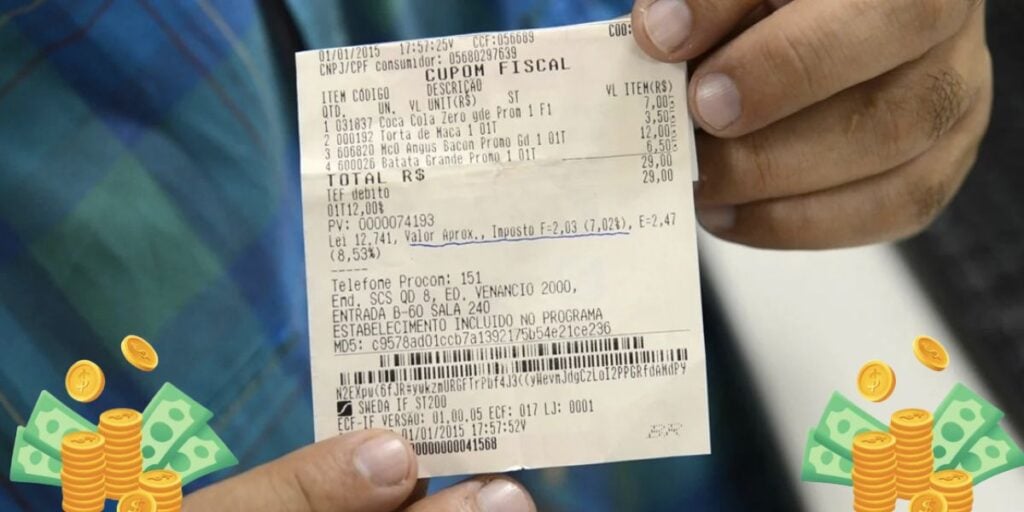 01/01/2015 17:57:25V CCF:056689 COO:
CNPJ/CPF consumidor: 05680297639
CUPOM FISCAL
ITEM CÓDIGO DESCRIÇÃO
QTD. UN. VL UNIT(R$) ST VL ITEM(R$)
1 031837 Coca Cola Zero gde Prom 1 F1 7,00
2 000192 Torta de Maca 1 01T 3,50
3 606820 McO Angus Bacon Promo Gd 1 01T 12,00
4 600026 Batata Grande Promo 1 01T 6,50
TOTAL R$ 29,00
TEF debito 29,00
01T12,00%
PV: 0000074193
Lei 12,741, Valor Aprox., Imposto F=2,03 (7,02%), E=2,47
(8,53%)
-----
Telefone Procon: 151
End. SCS QD 8, ED. VENANCIO 2000,
ENTRADA B-60 SALA 240
ESTABELECIMENTO INCLUIDO NO PROGRAMA
MD5: c9578ad01ccb7a1392175b54e21ce236
SWEDA IF ST200
ECF-IF VERSÃO: 01.00.05 ECF: 017 LJ: 0001
01/01/2015 17:57:52V
0000000041568